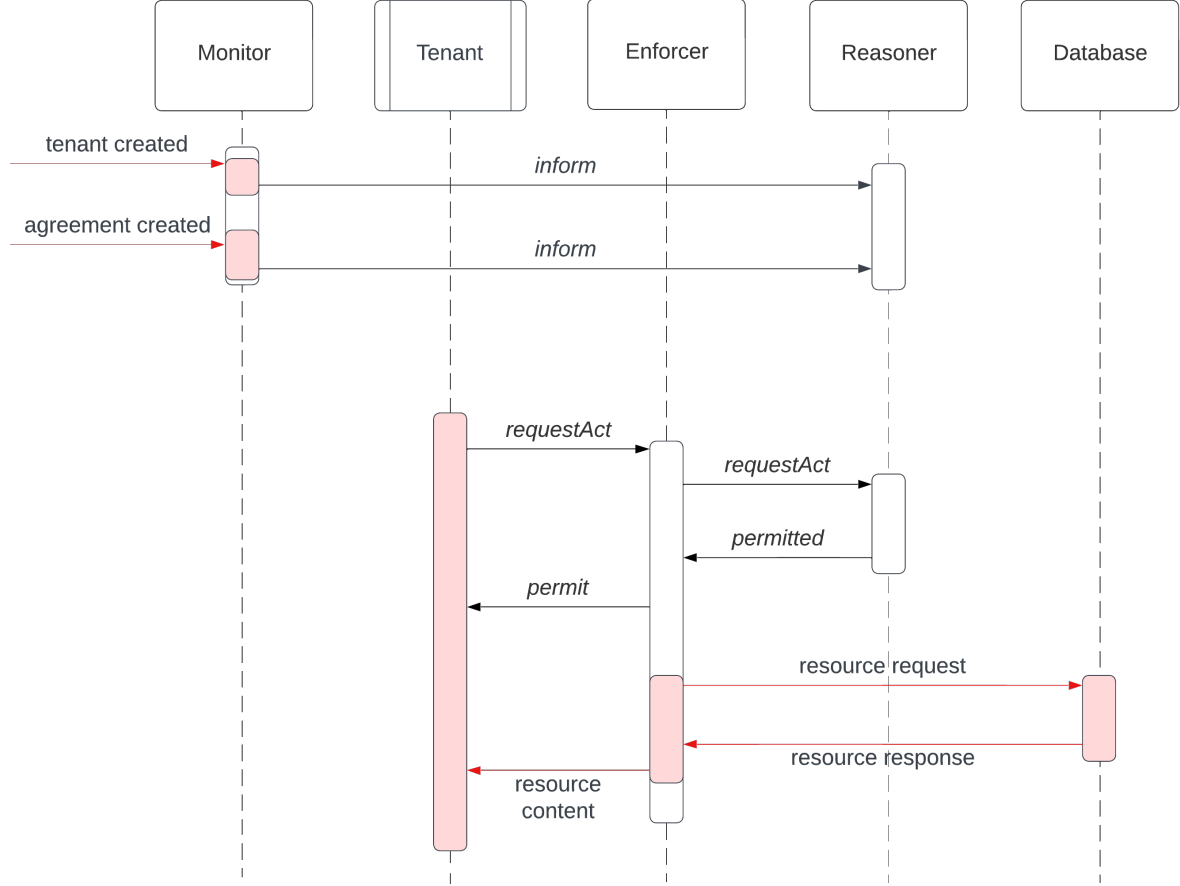 Monitor
Tenant
Enforcer
Reasoner
Database
tenant created
inform
agreement created
inform
requestAct
requestAct
permitted
permit
resource request
resource response
resource
content